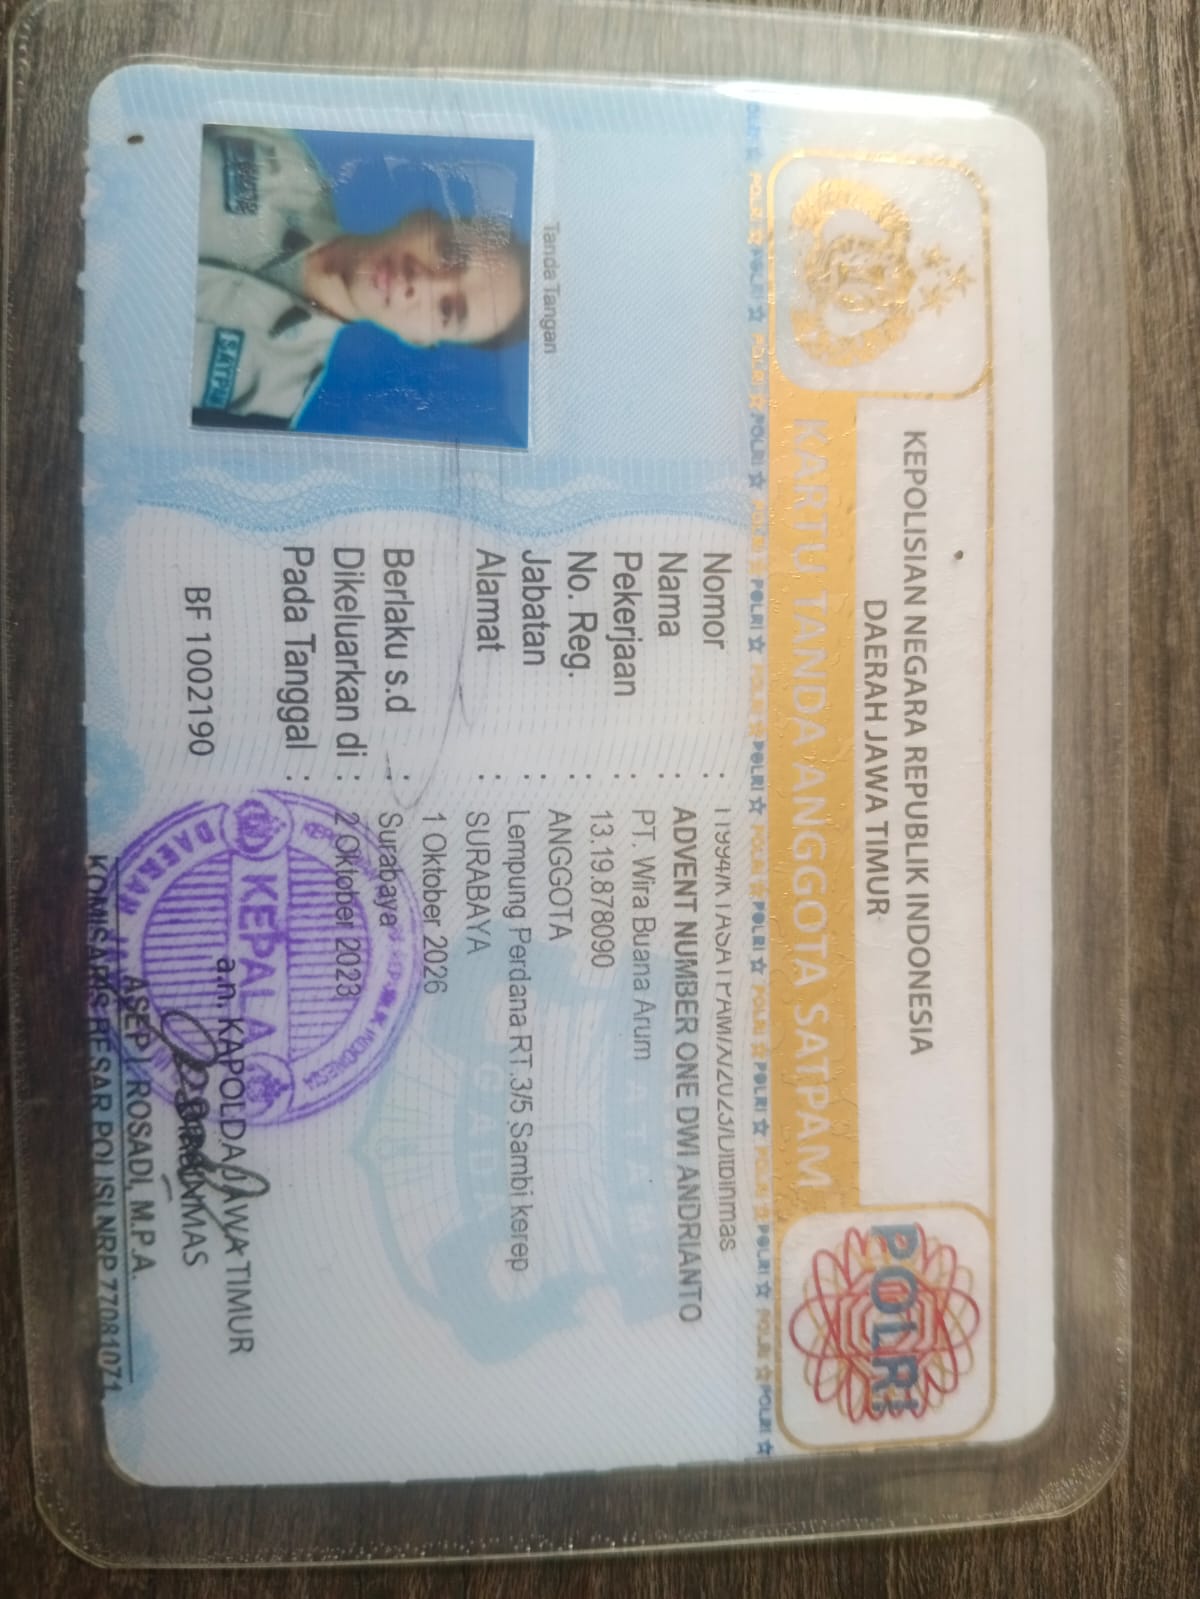 KEPOLISIAN NEGARA REPUBLIK INDONESIA
DAERAH JAWA TIMUR
KARTU TANDA ANGGOTA SATPAM
POLRI
POLRI ☆ POLRI ☆ POLRI ☆ POLRI ☆ POLRI ☆ POLRI ☆ POLRI ☆ POLRI ☆ POLRI ☆ POLRI ☆ POLRI ☆ POLRI ☆ POLRI ☆ POLRI ☆ POLRI ☆ POLRI ☆
Nomor : /X/2023/Ditbinmas
Nama : ADVENT NUMBER ONE DWI ANDRIANTO
Pekerjaan : PT. Wira Buana Arum
No. Reg. : 13.19.878090
Jabatan : ANGGOTA
Alamat : Lempung Perdana RT.3/5 Sambi kerep
SURABAYA
Berlaku s.d : 1 Oktober 2026
Dikeluarkan di : Surabaya
Pada Tanggal : 2 Oktober 2023
Tanda Tangan
SATPAM
BF 1002190
a.n. KAPOLDA JAWA TIMUR
DIRBINMAS
KEPALA
DAERAH
INDONESIA
ASEP I. ROSADI, M.P.A.
KOMISARIS BESAR POLISI NRP 77081071